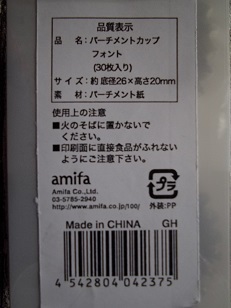 品質表示
品　名：パーチメントカップ
フォント
(30枚入り)
サイズ：約 底径26×高さ20mm
素　材：パーチメント紙
使用上の注意
■火のそばに置かないで
ください。
■印刷面に直接食品がふれない
ようにご注意下さい。
amifa
Amifa Co.,Ltd.
03-5785-2940
http://www.amifa.co.jp/100/
プラ
外装:PP
Made in CHINA GH
4 542804 042375